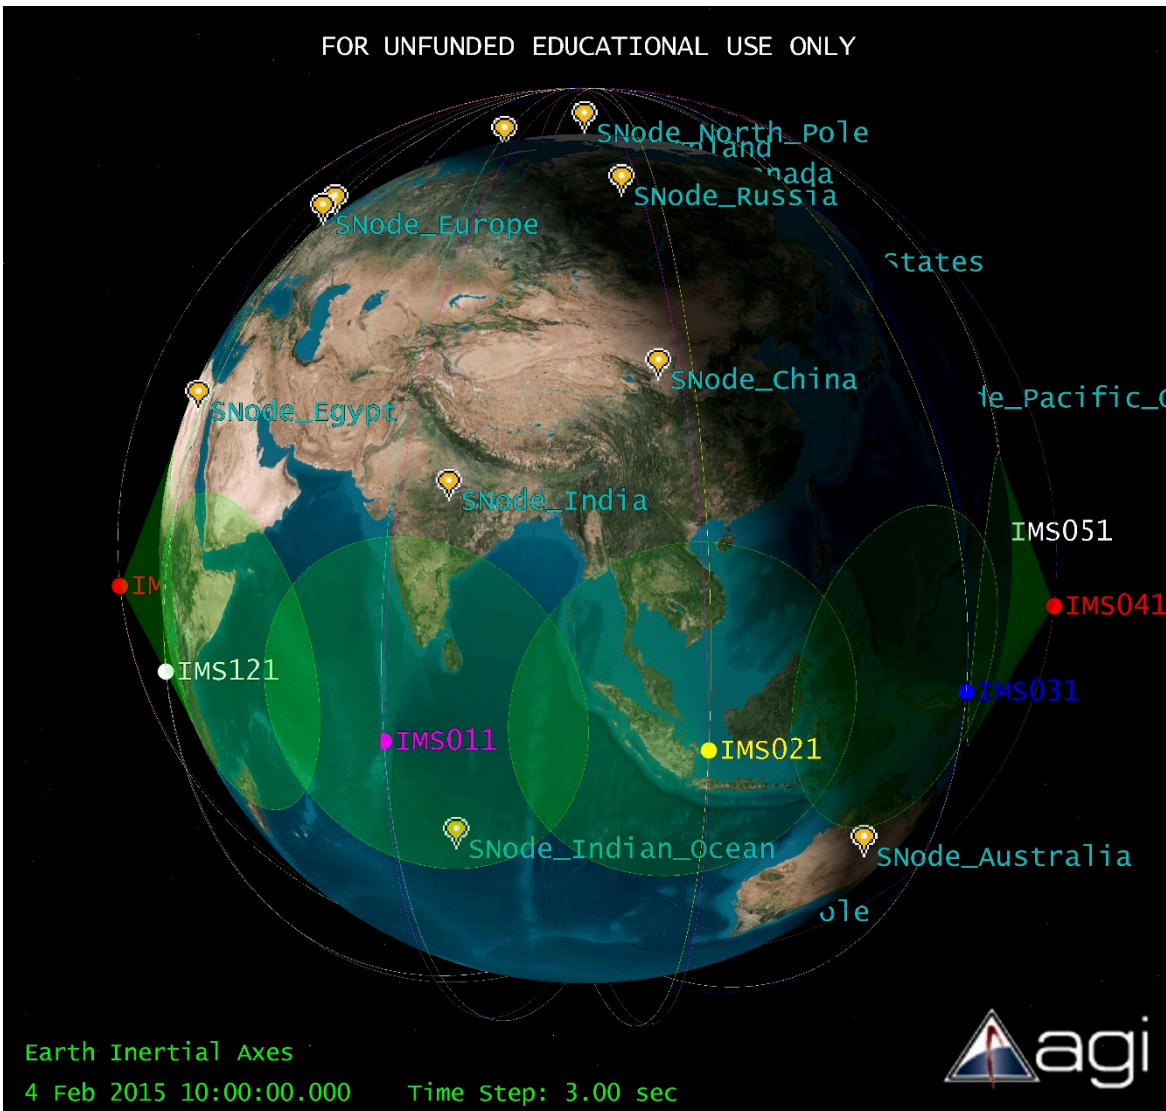 FOR UNFUNDED EDUCATIONAL USE ONLY
SNode_North_Pole
SNode_Russia
SNode_Europe
States
SNode_China
SNode_Egypt
SNode_India
IMS051
IMS041
IMS121
IMS031
IMS011
IMS021
SNode_Indian_Ocean
SNode_Australia
Earth Inertial Axes
4 Feb 2015 10:00:00.000 Time Step: 3.00 sec
agi